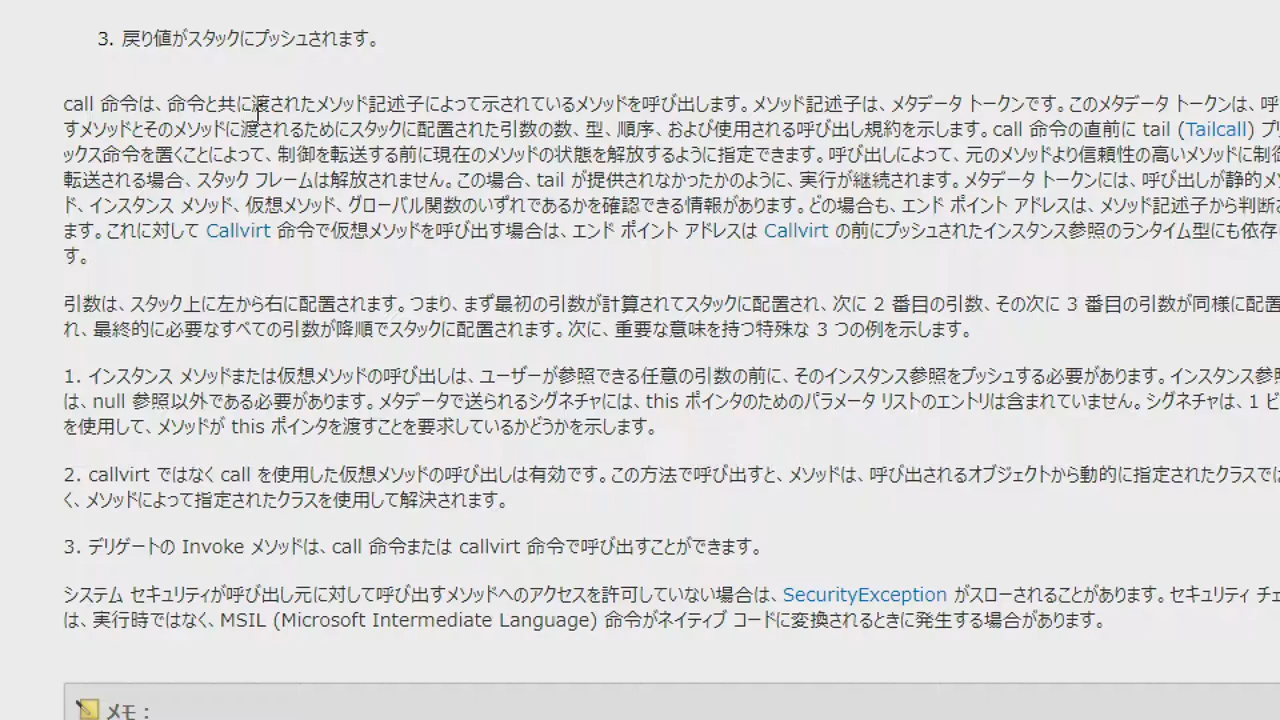 3. 戻り値がスタックにプッシュされます。
call 命令は、命令と共に渡されたメソッド記述子によって示されているメソッドを呼び出します。メソッド記述子は、メタデータ トークンです。このメタデータ トークンは、呼
すメソッドとそのメソッドに渡されるためにスタックに配置された引数の数、型、順序、および使用される呼び出し規約を示します。call 命令の直前に tail (Tailcall) プ
ックス命令を置くことによって、制御を転送する前に現在のメソッドの状態を解放するように指定できます。呼び出しによって、元のメソッドより信頼性の高いメソッドに制
転送される場合、スタック フレームは解放されません。この場合、tail が提供されなかったかのように、実行が継続されます。メタデータ トークンには、呼び出しが静的メ
ド、インスタンス メソッド、仮想メソッド、グローバル関数のいずれであるかを確認できる情報があります。どの場合も、エンド ポイント アドレスは、メソッド記述子から判断
ます。これに対して Callvirt 命令で仮想メソッドを呼び出す場合は、エンド ポイント アドレスは Callvirt の前にプッシュされたインスタンス参照のランタイム型にも依存
す。
引数は、スタック上に左から右に配置されます。つまり、まず最初の引数が計算されてスタックに配置され、次に 2 番目の引数、その次に 3 番目の引数が同様に配置
れ、最終的に必要なすべての引数が降順でスタックに配置されます。次に、重要な意味を持つ特殊な 3 つの例を示します。
1. インスタンス メソッドまたは仮想メソッドの呼び出しは、ユーザーが参照できる任意の引数の前に、そのインスタンス参照をプッシュする必要があります。インスタンス参
は、null 参照以外である必要があります。メタデータで送られるシグネチャには、this ポインタのためのパラメータ リストのエントリは含まれていません。シグネチャは、1 ビ
を使用して、メソッドが this ポインタを渡すことを要求しているかどうかを示します。
2. callvirt ではなく call を使用した仮想メソッドの呼び出しは有効です。この方法で呼び出すと、メソッドは、呼び出されるオブジェクトから動的に指定されたクラスで
く、メソッドによって指定されたクラスを使用して解決されます。
3. デリゲートの Invoke メソッドは、call 命令または callvirt 命令で呼び出すことができます。
システム セキュリティが呼び出し元に対して呼び出すメソッドへのアクセスを許可していない場合は、SecurityException がスローされることがあります。セキュリティ チェ
は、実行時ではなく、MSIL (Microsoft Intermediate Language) 命令がネイティブ コードに変換されるときに発生する場合があります。
メモ :